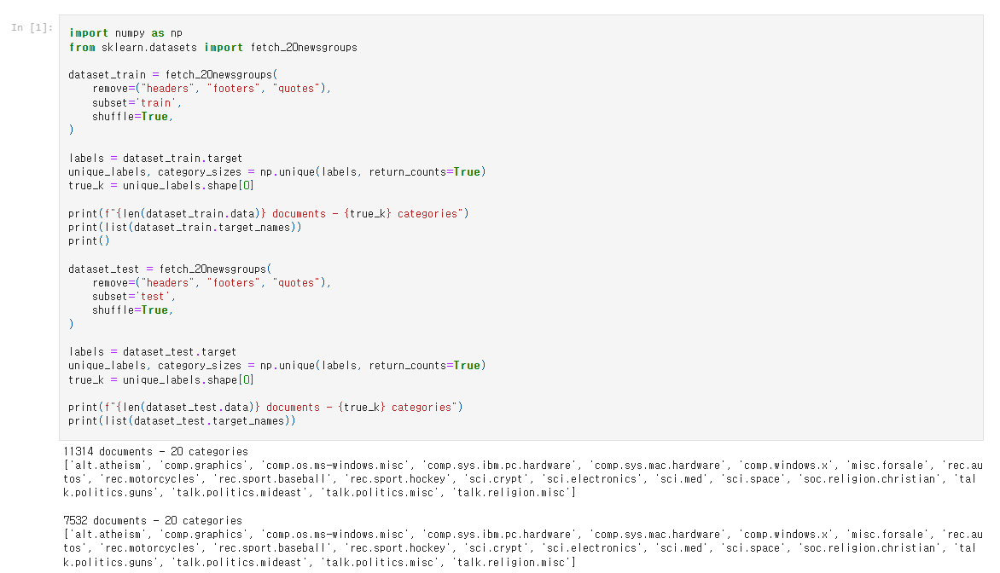 In [1]:
import numpy as np
from sklearn.datasets import fetch_20newsgroups

dataset_train = fetch_20newsgroups(
    remove=("headers", "footers", "quotes"),
    subset='train',
    shuffle=True,
)

labels = dataset_train.target
unique_labels, category_sizes = np.unique(labels, return_counts=True)
true_k = unique_labels.shape[0]

print(f"{len(dataset_train.data)} documents - {true_k} categories")
print(list(dataset_train.target_names))
print()

dataset_test = fetch_20newsgroups(
    remove=("headers", "footers", "quotes"),
    subset='test',
    shuffle=True,
)

labels = dataset_test.target
unique_labels, category_sizes = np.unique(labels, return_counts=True)
true_k = unique_labels.shape[0]

print(f"{len(dataset_test.data)} documents - {true_k} categories")
print(list(dataset_test.target_names))
11314 documents - 20 categories
['alt.atheism', 'comp.graphics', 'comp.os.ms-windows.misc', 'comp.sys.ibm.pc.hardware', 'comp.sys.mac.hardware', 'comp.windows.x', 'misc.forsale', 'rec.au
tos', 'rec.motorcycles', 'rec.sport.baseball', 'rec.sport.hockey', 'sci.crypt', 'sci.electronics', 'sci.med', 'sci.space', 'soc.religion.christian', 'tal
k.politics.guns', 'talk.politics.mideast', 'talk.politics.misc', 'talk.religion.misc']

7532 documents - 20 categories
['alt.atheism', 'comp.graphics', 'comp.os.ms-windows.misc', 'comp.sys.ibm.pc.hardware', 'comp.sys.mac.hardware', 'comp.windows.x', 'misc.forsale', 'rec.au
tos', 'rec.motorcycles', 'rec.sport.baseball', 'rec.sport.hockey', 'sci.crypt', 'sci.electronics', 'sci.med', 'sci.space', 'soc.religion.christian', 'tal
k.politics.guns', 'talk.politics.mideast', 'talk.politics.misc', 'talk.religion.misc']